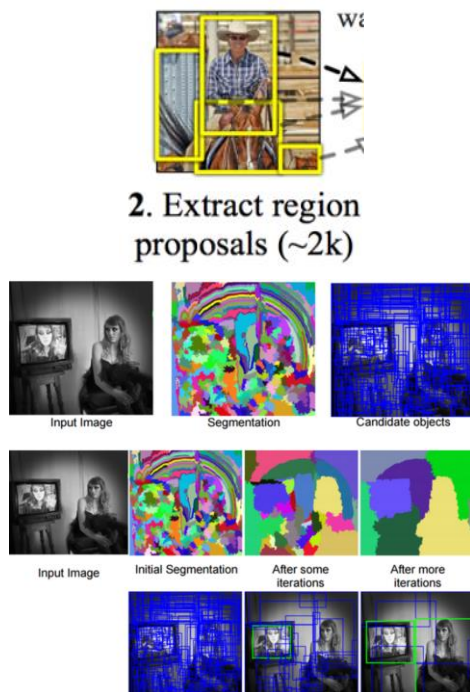 2. Extract region
proposals (~2k)
Input Image
Segmentation
Candidate objects
Input Image
Initial Segmentation
After some
iterations
After more
iterations